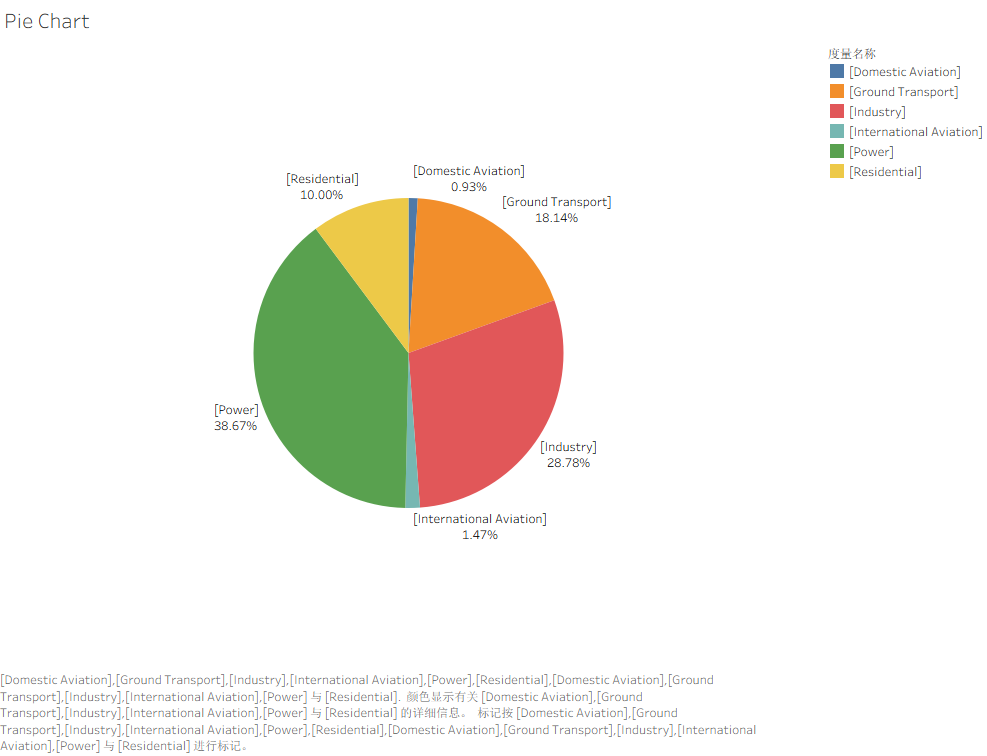 Pie Chart
度量名称
[Domestic Aviation]
[Ground Transport]
[Industry]
[International Aviation]
[Power]
[Residential]
[Domestic Aviation]
0.93%
[Residential]
10.00%
[Ground Transport]
18.14%
[Power]
38.67%
[Industry]
28.78%
[International Aviation]
1.47%
[Domestic Aviation],[Ground Transport],[Industry],[International Aviation],[Power],[Residential],[Domestic Aviation],[Ground
Transport],[Industry],[International Aviation],[Power] 与 [Residential]. 颜色显示有关 [Domestic Aviation],[Ground
Transport],[Industry],[International Aviation],[Power] 与 [Residential] 的详细信息。 标记按 [Domestic Aviation],[Ground
Transport],[Industry],[International Aviation],[Power],[Residential],[Domestic Aviation],[Ground Transport],[Industry],[International
Aviation],[Power] 与 [Residential] 进行标记。